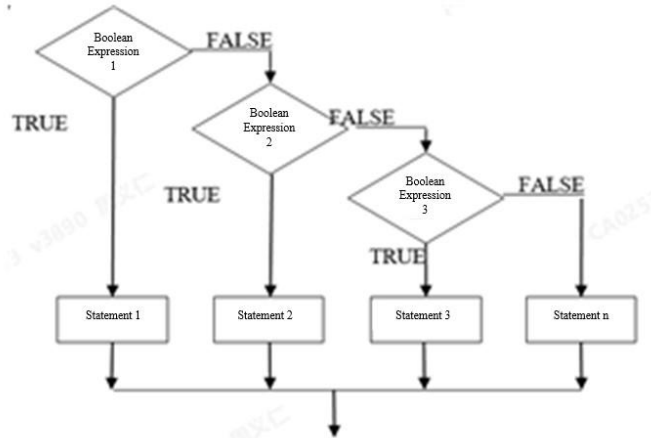 Boolean
Expression
1
FALSE
TRUE
Boolean
Expression
2
FALSE
TRUE
Boolean
Expression
3
FALSE
TRUE
Statement 1
Statement 2
Statement 3
Statement n
v3890